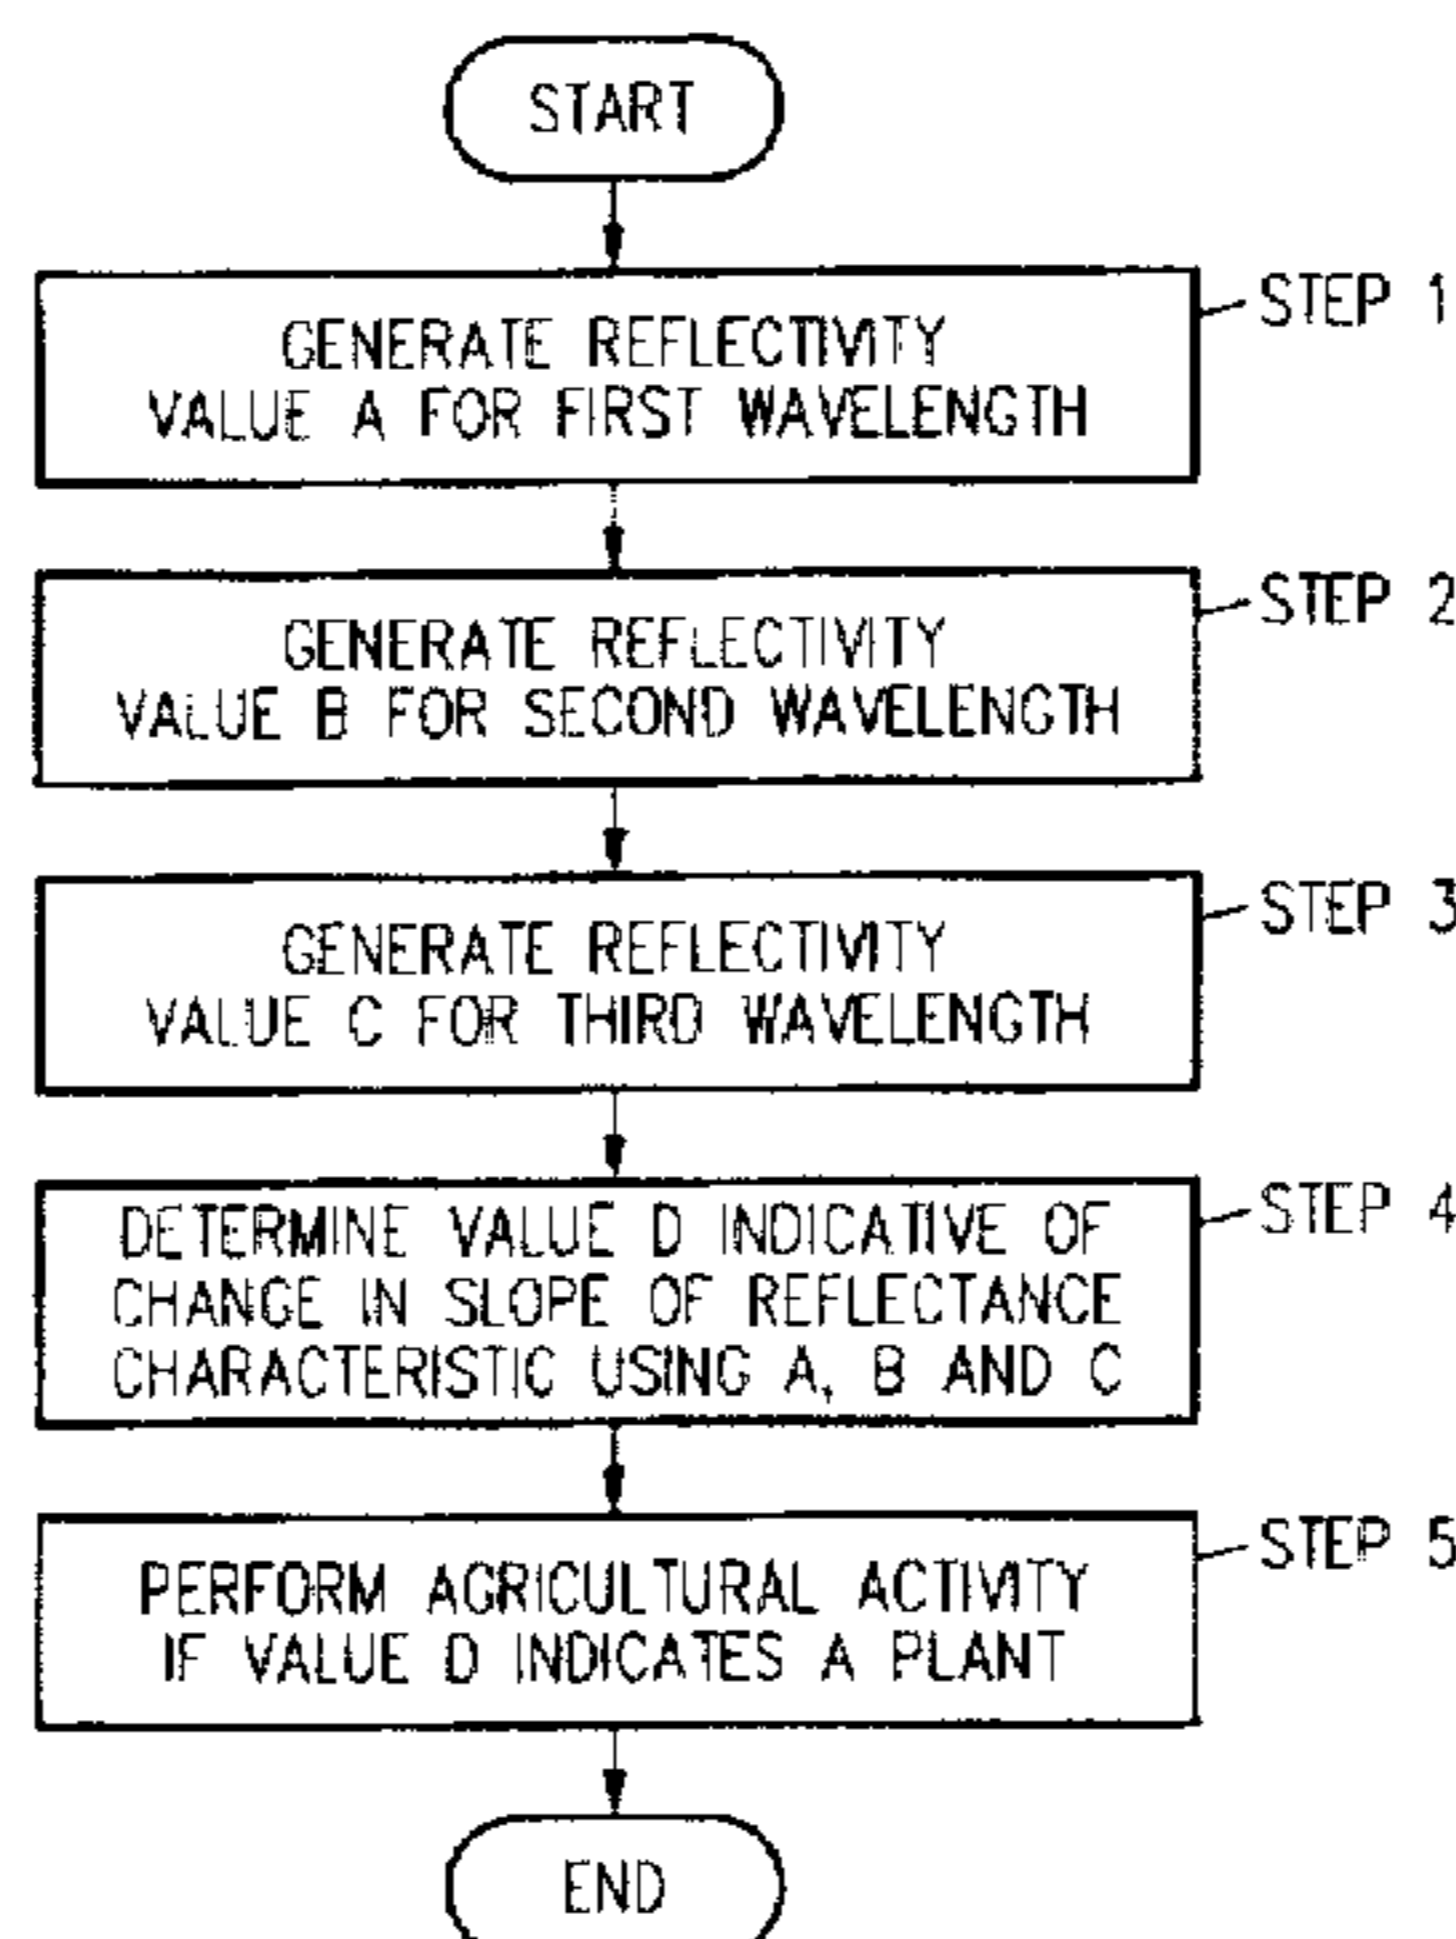 START
GENERATE REFLECTIVITY
VALUE A FOR FIRST WAVELENGTH
STEP 1
GENERATE REFLECTIVITY
VALUE B FOR SECOND WAVELENGTH
STEP 2
GENERATE REFLECTIVITY
VALUE C FOR THIRD WAVELENGTH
STEP 3
DETERMINE VALUE D INDICATIVE OF
CHANGE IN SLOPE OF REFLECTANCE
CHARACTERISTIC USING A, B AND C
STEP 4
PERFORM AGRICULTURAL ACTIVITY
IF VALUE D INDICATES A PLANT
STEP 5
END